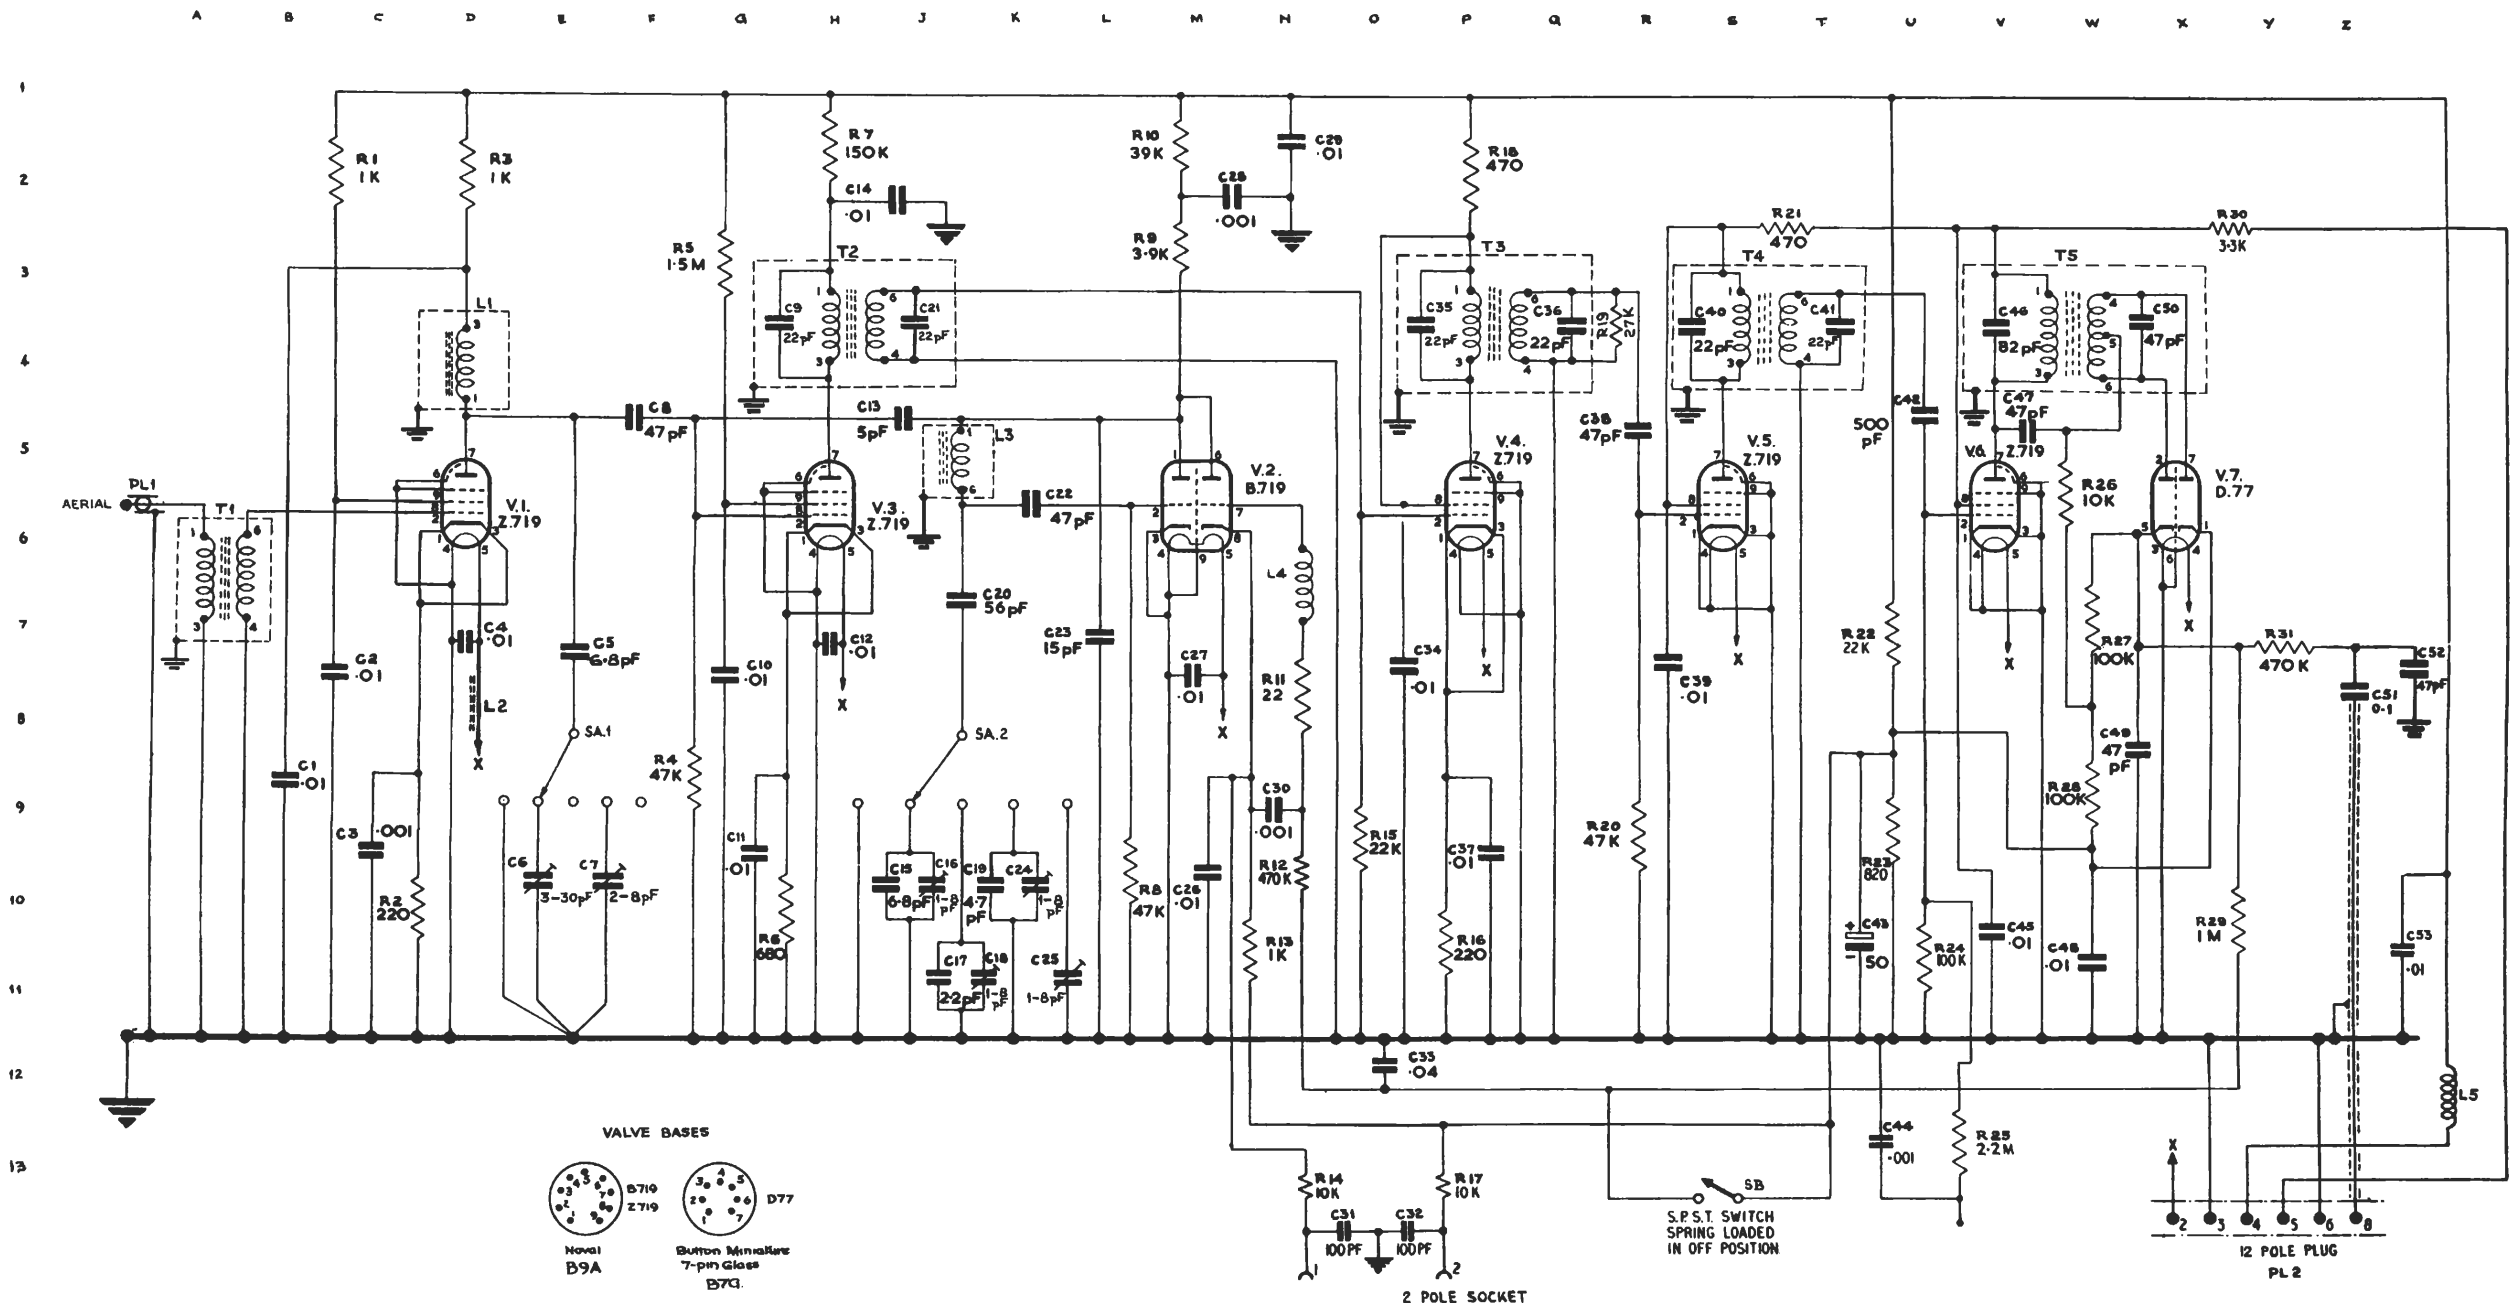 A B C D E F G H J K L M N O P Q R S T U V W X Y Z
1
2
3
4
5
6
7
8
9
10
11
12
13
AERIAL
PL1
T1
R1
1K
R3
1K
L1
V.1.
Z.719
C4
.01
L2
X
C2
.01
C1
.01
C3
.001
R2
220
C5
6.8pF
SA.1
C6
3-30pF
C7
2-8pF
C8
47pF
R5
1.5M
R4
47K
C10
.01
C11
.01
R6
680
R7
150K
C14
.01
T2
C9
22pF
C21
22pF
C13
5pF
L3
V.3.
Z.719
C12
.01
X
C22
47pF
C20
56pF
SA.2
C15
6.8pF
C16
1-8
pF
C19
4.7
pF
C24
1-8
pF
C17
2.2pF
C18
1-8
pF
C25
1-8pF
C23
15pF
R8
47K
R10
39K
C28
.001
C29
.01
R9
3.9K
V.2.
B.719
L4
C27
.01
X
R11
22
C30
.001
R12
470K
C26
.01
R13
1K
R14
10K
R17
10K
C31
100PF
C32
100PF
1
2
2 POLE SOCKET
C33
.04
R15
22K
C34
.01
R18
470
T3
C35
22pF
C36
22pF
R19
27K
V.4.
Z.719
X
C37
.01
R16
220
C38
47pF
R20
47K
C39
.01
R21
470
T4
C40
22pF
C41
22pF
V.5.
Z.719
X
C42
500
pF
R22
22K
R23
820
C43
+
-
50
R24
100K
C44
.001
R25
2.2M
SB
S.P.S.T. SWITCH
SPRING LOADED
IN OFF POSITION
R30
3.3K
T5
C46
82pF
C50
47pF
C47
47pF
V.6.
Z.719
X
R26
10K
R27
100K
R28
100K
C49
47
pF
C45
.01
C48
.01
V.7.
D.77
X
R31
470K
C52
47pF
C51
0.1
R29
1M
C53
.01
L5
X
2 3 4 5 6 8
12 POLE PLUG
PL2
VALVE BASES
B719
Z719
D77
Noval
B9A
Button Miniature
7-pin Glass
B7G.